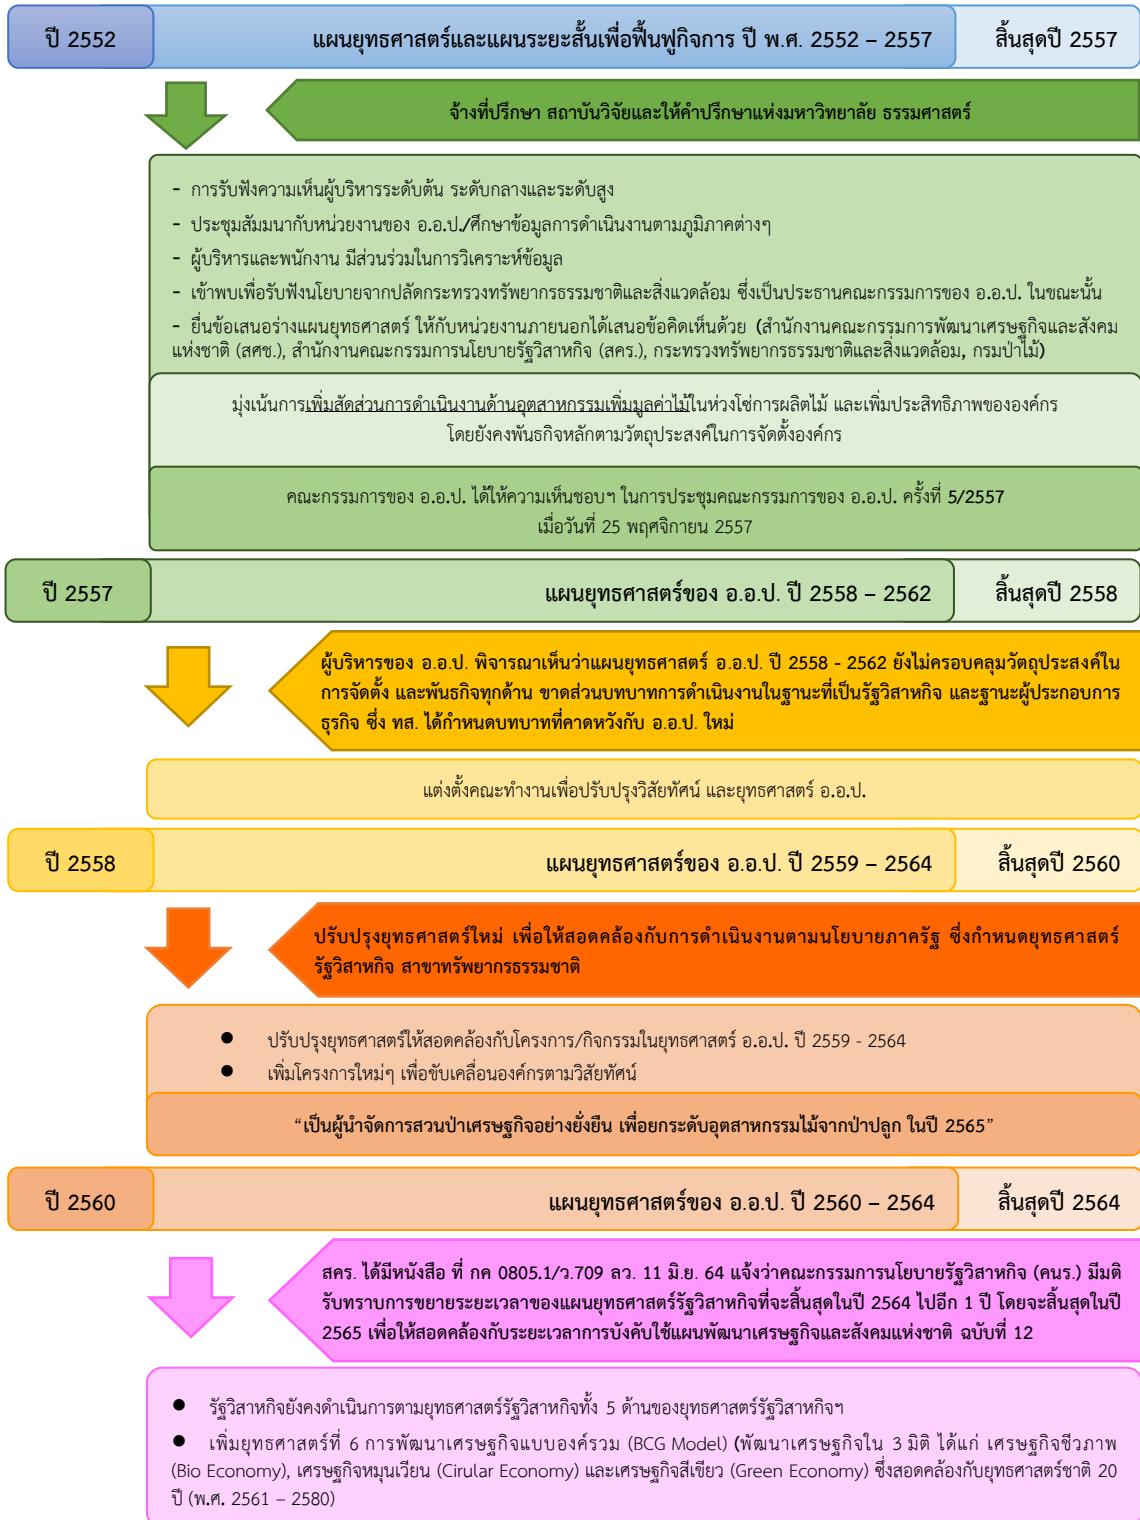 ปี 2552
แผนยุทธศาสตร์และแผนระยะสั้นเพื่อฟื้นฟูกิจการ ปี พ.ศ. 2552 – 2557
สิ้นสุดปี 2557
จ้างที่ปรึกษา สถาบันวิจัยและให้คำปรึกษาแห่งมหาวิทยาลัย ธรรมศาสตร์
- การรับฟังความเห็นผู้บริหารระดับต้น ระดับกลางและระดับสูง
- ประชุมสัมมนากับหน่วยงานของ อ.อ.ป./ศึกษาข้อมูลการดำเนินงานตามภูมิภาคต่างๆ
- ผู้บริหารและพนักงาน มีส่วนร่วมในการวิเคราะห์ข้อมูล
- เข้าพบเพื่อรับฟังนโยบายจากปลัดกระทรวงทรัพยากรธรรมชาติและสิ่งแวดล้อม ซึ่งเป็นประธานคณะกรรมการของ อ.อ.ป. ในขณะนั้น
- ยื่นข้อเสนอร่างแผนยุทธศาสตร์ ให้กับหน่วยงานภายนอกได้เสนอข้อคิดเห็นด้วย (สำนักงานคณะกรรมการพัฒนาเศรษฐกิจและสังคม
แห่งชาติ (สศช.), สำนักงานคณะกรรมการนโยบายรัฐวิสาหกิจ (สคร.), กระทรวงทรัพยากรธรรมชาติและสิ่งแวดล้อม, กรมป่าไม้)
มุ่งเน้นการเพิ่มสัดส่วนการดำเนินงานด้านอุตสาหกรรมเพิ่มมูลค่าไม้ในห่วงโซ่การผลิตไม้ และเพิ่มประสิทธิภาพขององค์กร
โดยยังคงพันธกิจหลักตามวัตถุประสงค์ในการจัดตั้งองค์กร
คณะกรรมการของ อ.อ.ป. ได้ให้ความเห็นชอบฯ ในการประชุมคณะกรรมการของ อ.อ.ป. ครั้งที่ 5/2557
เมื่อวันที่ 25 พฤศจิกายน 2557
ปี 2557
แผนยุทธศาสตร์ของ อ.อ.ป. ปี 2558 – 2562
สิ้นสุดปี 2558
ผู้บริหารของ อ.อ.ป. พิจารณาเห็นว่าแผนยุทธศาสตร์ อ.อ.ป. ปี 2558 - 2562 ยังไม่ครอบคลุมวัตถุประสงค์ใน
การจัดตั้ง และพันธกิจทุกด้าน ขาดส่วนบทบาทการดำเนินงานในฐานะที่เป็นรัฐวิสาหกิจ และฐานะผู้ประกอบการ
ธุรกิจ ซึ่ง ทส. ได้กำหนดบทบาทที่คาดหวังกับ อ.อ.ป. ใหม่
แต่งตั้งคณะทำงานเพื่อปรับปรุงวิสัยทัศน์ และยุทธศาสตร์ อ.อ.ป.
ปี 2558
แผนยุทธศาสตร์ของ อ.อ.ป. ปี 2559 – 2564
สิ้นสุดปี 2560
ปรับปรุงยุทธศาสตร์ใหม่ เพื่อให้สอดคล้องกับการดำเนินงานตามนโยบายภาครัฐ ซึ่งกำหนดยุทธศาสตร์
รัฐวิสาหกิจ สาขาทรัพยากรธรรมชาติ
● ปรับปรุงยุทธศาสตร์ให้สอดคล้องกับโครงการ/กิจกรรมในยุทธศาสตร์ อ.อ.ป. ปี 2559 - 2564
● เพิ่มโครงการใหม่ๆ เพื่อขับเคลื่อนองค์กรตามวิสัยทัศน์
“เป็นผู้นำจัดการสวนป่าเศรษฐกิจอย่างยั่งยืน เพื่อยกระดับอุตสาหกรรมไม้จากป่าปลูก ในปี 2565”
ปี 2560
แผนยุทธศาสตร์ของ อ.อ.ป. ปี 2560 – 2564
สิ้นสุดปี 2564
สคร. ได้มีหนังสือ ที่ กค 0805.1/ว.709 ลว. 11 มิ.ย. 64 แจ้งว่าคณะกรรมการนโยบายรัฐวิสาหกิจ (คนร.) มีมติ
รับทราบการขยายระยะเวลาของแผนยุทธศาสตร์รัฐวิสาหกิจที่จะสิ้นสุดในปี 2564 ไปอีก 1 ปี โดยจะสิ้นสุดในปี
2565 เพื่อให้สอดคล้องกับระยะเวลาการบังคับใช้แผนพัฒนาเศรษฐกิจและสังคมแห่งชาติ ฉบับที่ 12
● รัฐวิสาหกิจยังคงดำเนินการตามยุทธศาสตร์รัฐวิสาหกิจทั้ง 5 ด้านของยุทธศาสตร์รัฐวิสาหกิจฯ
● เพิ่มยุทธศาสตร์ที่ 6 การพัฒนาเศรษฐกิจแบบองค์รวม (BCG Model) (พัฒนาเศรษฐกิจใน 3 มิติ ได้แก่ เศรษฐกิจชีวภาพ
(Bio Economy), เศรษฐกิจหมุนเวียน (Cirular Economy) และเศรษฐกิจสีเขียว (Green Economy) ซึ่งสอดคล้องกับยุทธศาสตร์ชาติ 20
ปี (พ.ศ. 2561 – 2580)